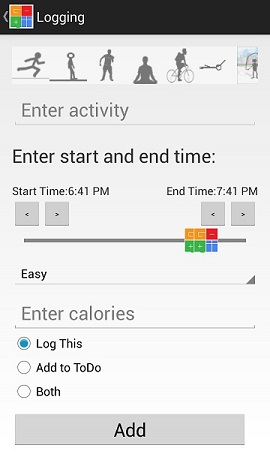 Logging
Enter activity
Enter start and end time:
Start Time:6:41 PM End Time:7:41 PM
< > < >
Easy
Enter calories
Log This
Add to ToDo
Both
Add